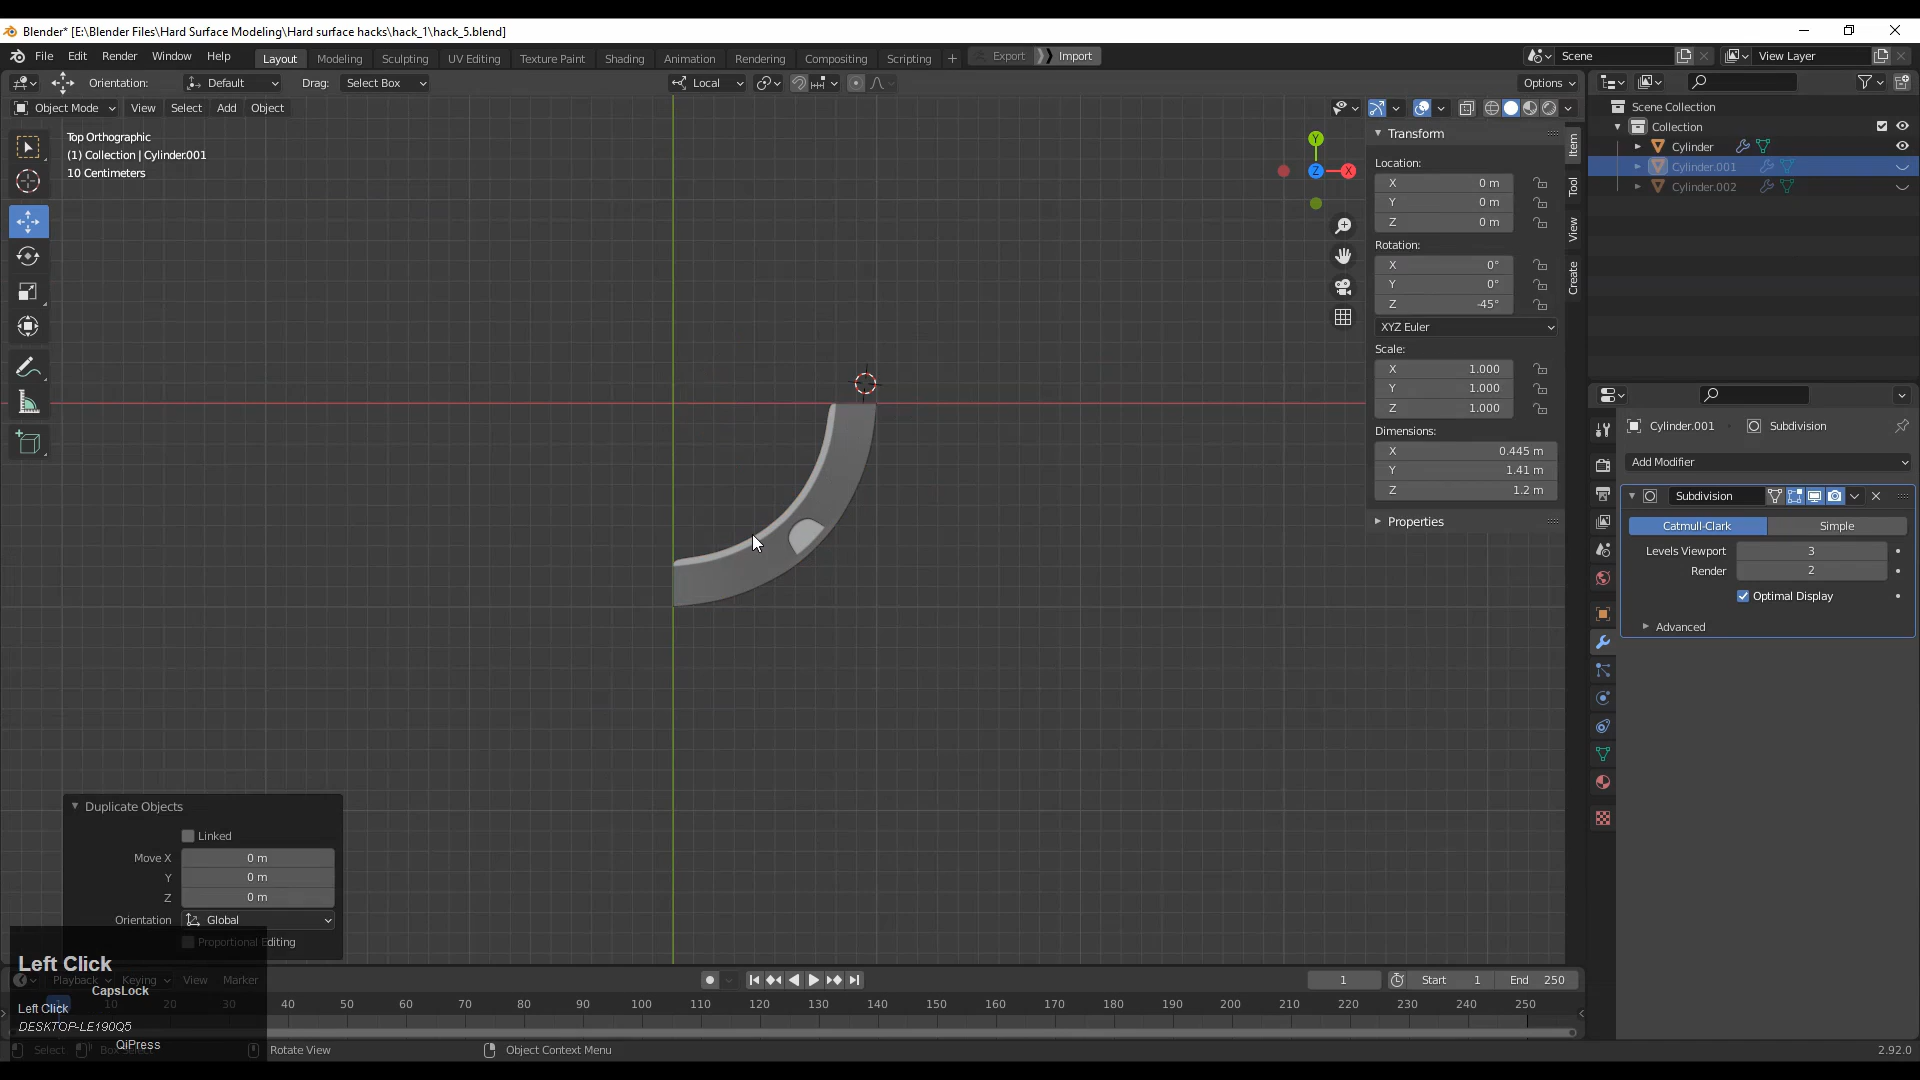 Blender* [E:\Blender Files\Hard Surface Modeling\Hard surface hacks\hack_1\hack_5.blend]
File Edit Render Window Help Layout Modeling Sculpting UV Editing Texture Paint Shading Animation Rendering Compositing Scripting + Export Import Scene View Layer
Orientation: Default Drag: Select Box Local Options
Object Mode View Select Add Object
Top Orthographic
(1) Collection | Cylinder.001
10 Centimeters
Y
X
Z
Transform
Location:
X 0 m
Y 0 m
Z 0 m
Rotation:
X 0°
Y 0°
Z -45°
XYZ Euler
Scale:
X 1.000
Y 1.000
Z 1.000
Dimensions:
X 0.445 m
Y 1.41 m
Z 1.2 m
Properties
Item
Tool
View
Create
Scene Collection
Collection
Cylinder
Cylinder.001
Cylinder.002
Cylinder.001 Subdivision
Add Modifier
Subdivision
Catmull-Clark Simple
Levels Viewport 3
Render 2
Optimal Display
Advanced
Duplicate Objects
Linked
Move X 0 m
Y 0 m
Z 0 m
Orientation Global
Proportional Editing
Left Click
CapsLock
Left Click
DESKTOP-LE190Q5
QiPress
Playback Keying View Marker 1 Start 1 End 250
1 10 20 30 40 50 60 70 80 90 100 110 120 130 140 150 160 170 180 190 200 210 220 230 240 250
Select Box Select Rotate View Object Context Menu 2.92.0